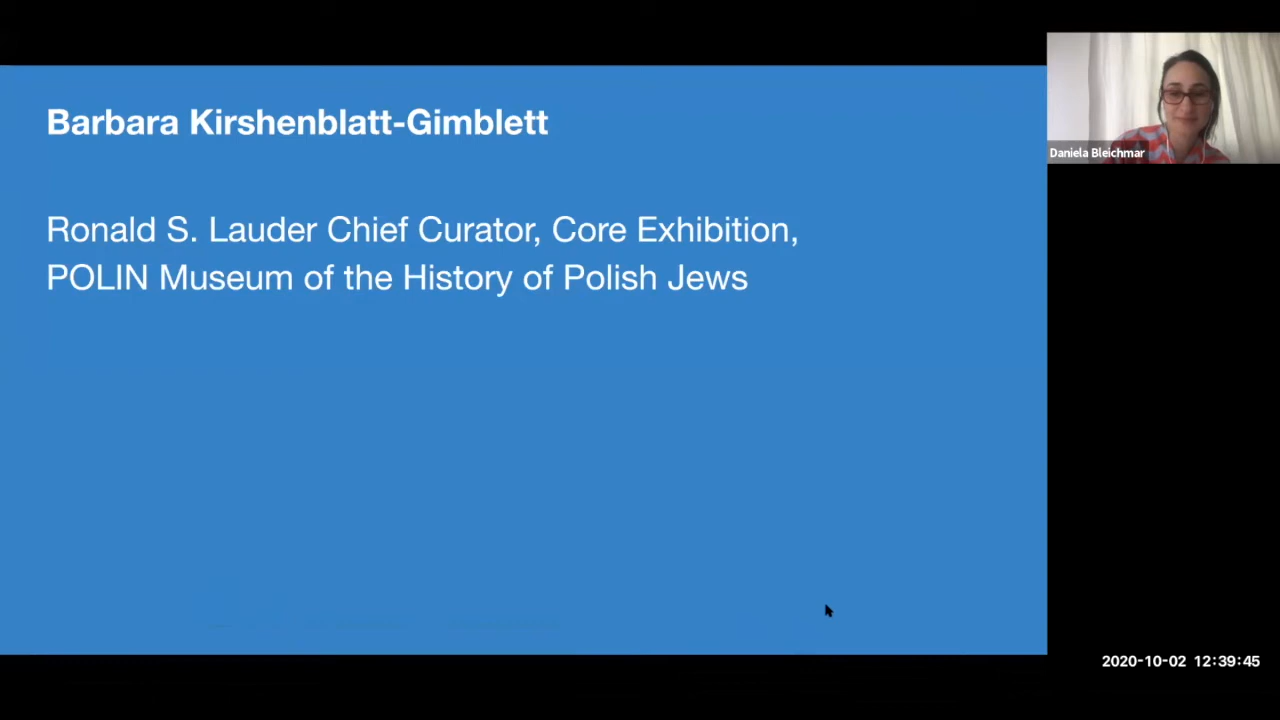 Barbara Kirshenblatt-Gimblett
Ronald S. Lauder Chief Curator, Core Exhibition,
POLIN Museum of the History of Polish Jews
Daniela Bleichmar
2020-10-02 12:39:45